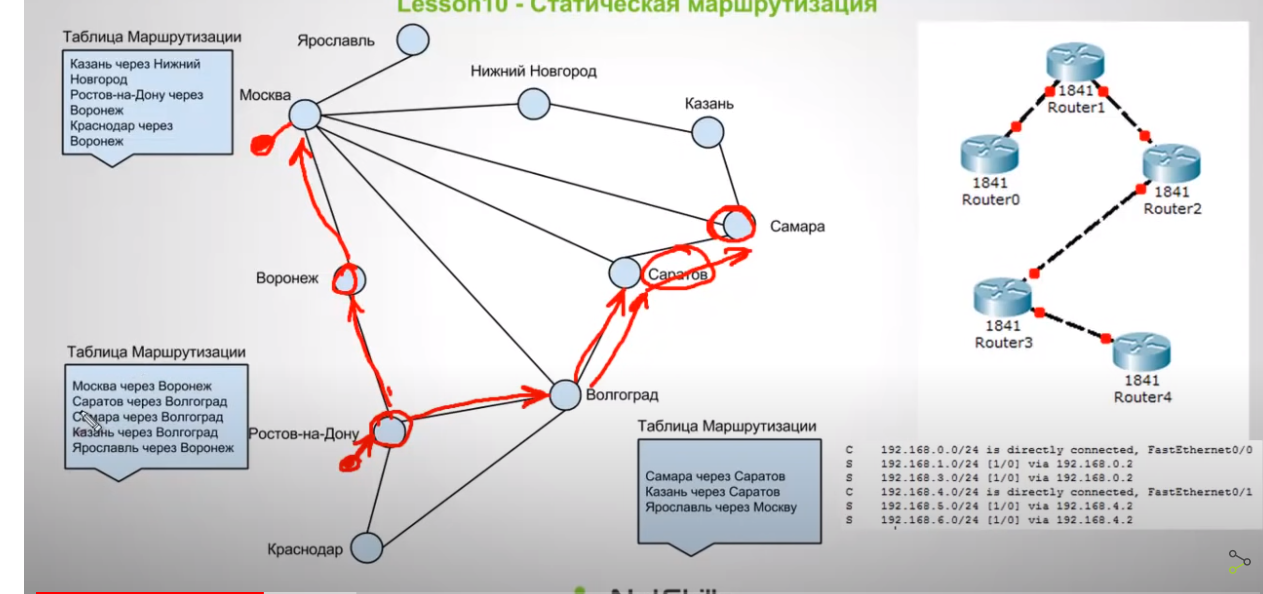 Lesson10 - Статическая маршрутизация
Таблица Маршрутизации
Казань через Нижний
Новгород
Ростов-на-Дону через
Воронеж
Краснодар через
Воронеж
Ярославль
Москва
Нижний Новгород
Казань
Самара
Саратов
Воронеж
Волгоград
Ростов-на-Дону
Краснодар
Таблица Маршрутизации
Москва через Воронеж
Саратов через Волгоград
Самара через Волгоград
Казань через Волгоград
Ярославль через Воронеж
Таблица Маршрутизации
Самара через Саратов
Казань через Саратов
Ярославль через Москву
1841
Router1
1841
Router0
1841
Router2
1841
Router3
1841
Router4
C 192.168.0.0/24 is directly connected, FastEthernet0/0
S 192.168.1.0/24 [1/0] via 192.168.0.2
S 192.168.3.0/24 [1/0] via 192.168.0.2
C 192.168.4.0/24 is directly connected, FastEthernet0/1
S 192.168.5.0/24 [1/0] via 192.168.4.2
S 192.168.6.0/24 [1/0] via 192.168.4.2